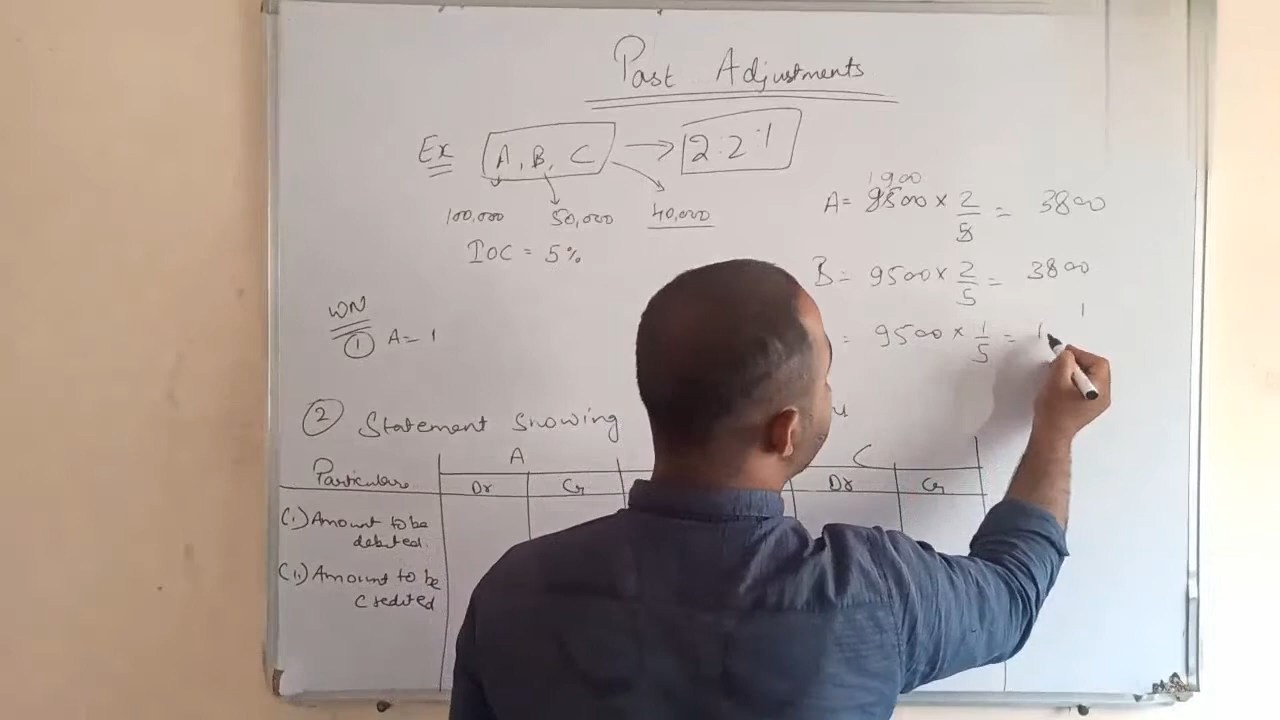 Past Adjustments
Ex A, B, C → 2:2:1
100,000 50,000 40,000
IOC = 5%
1900
A = 9500 × 2/5 = 3800
B = 9500 × 2/5 = 3800
= 9500 × 1/5 = 1
1
WN
① A = 1
② Statement Showing
Particulars A C
Dr Cr Dr Cr
(i) Amount to be
debited.
(ii) Amount to be
Credited